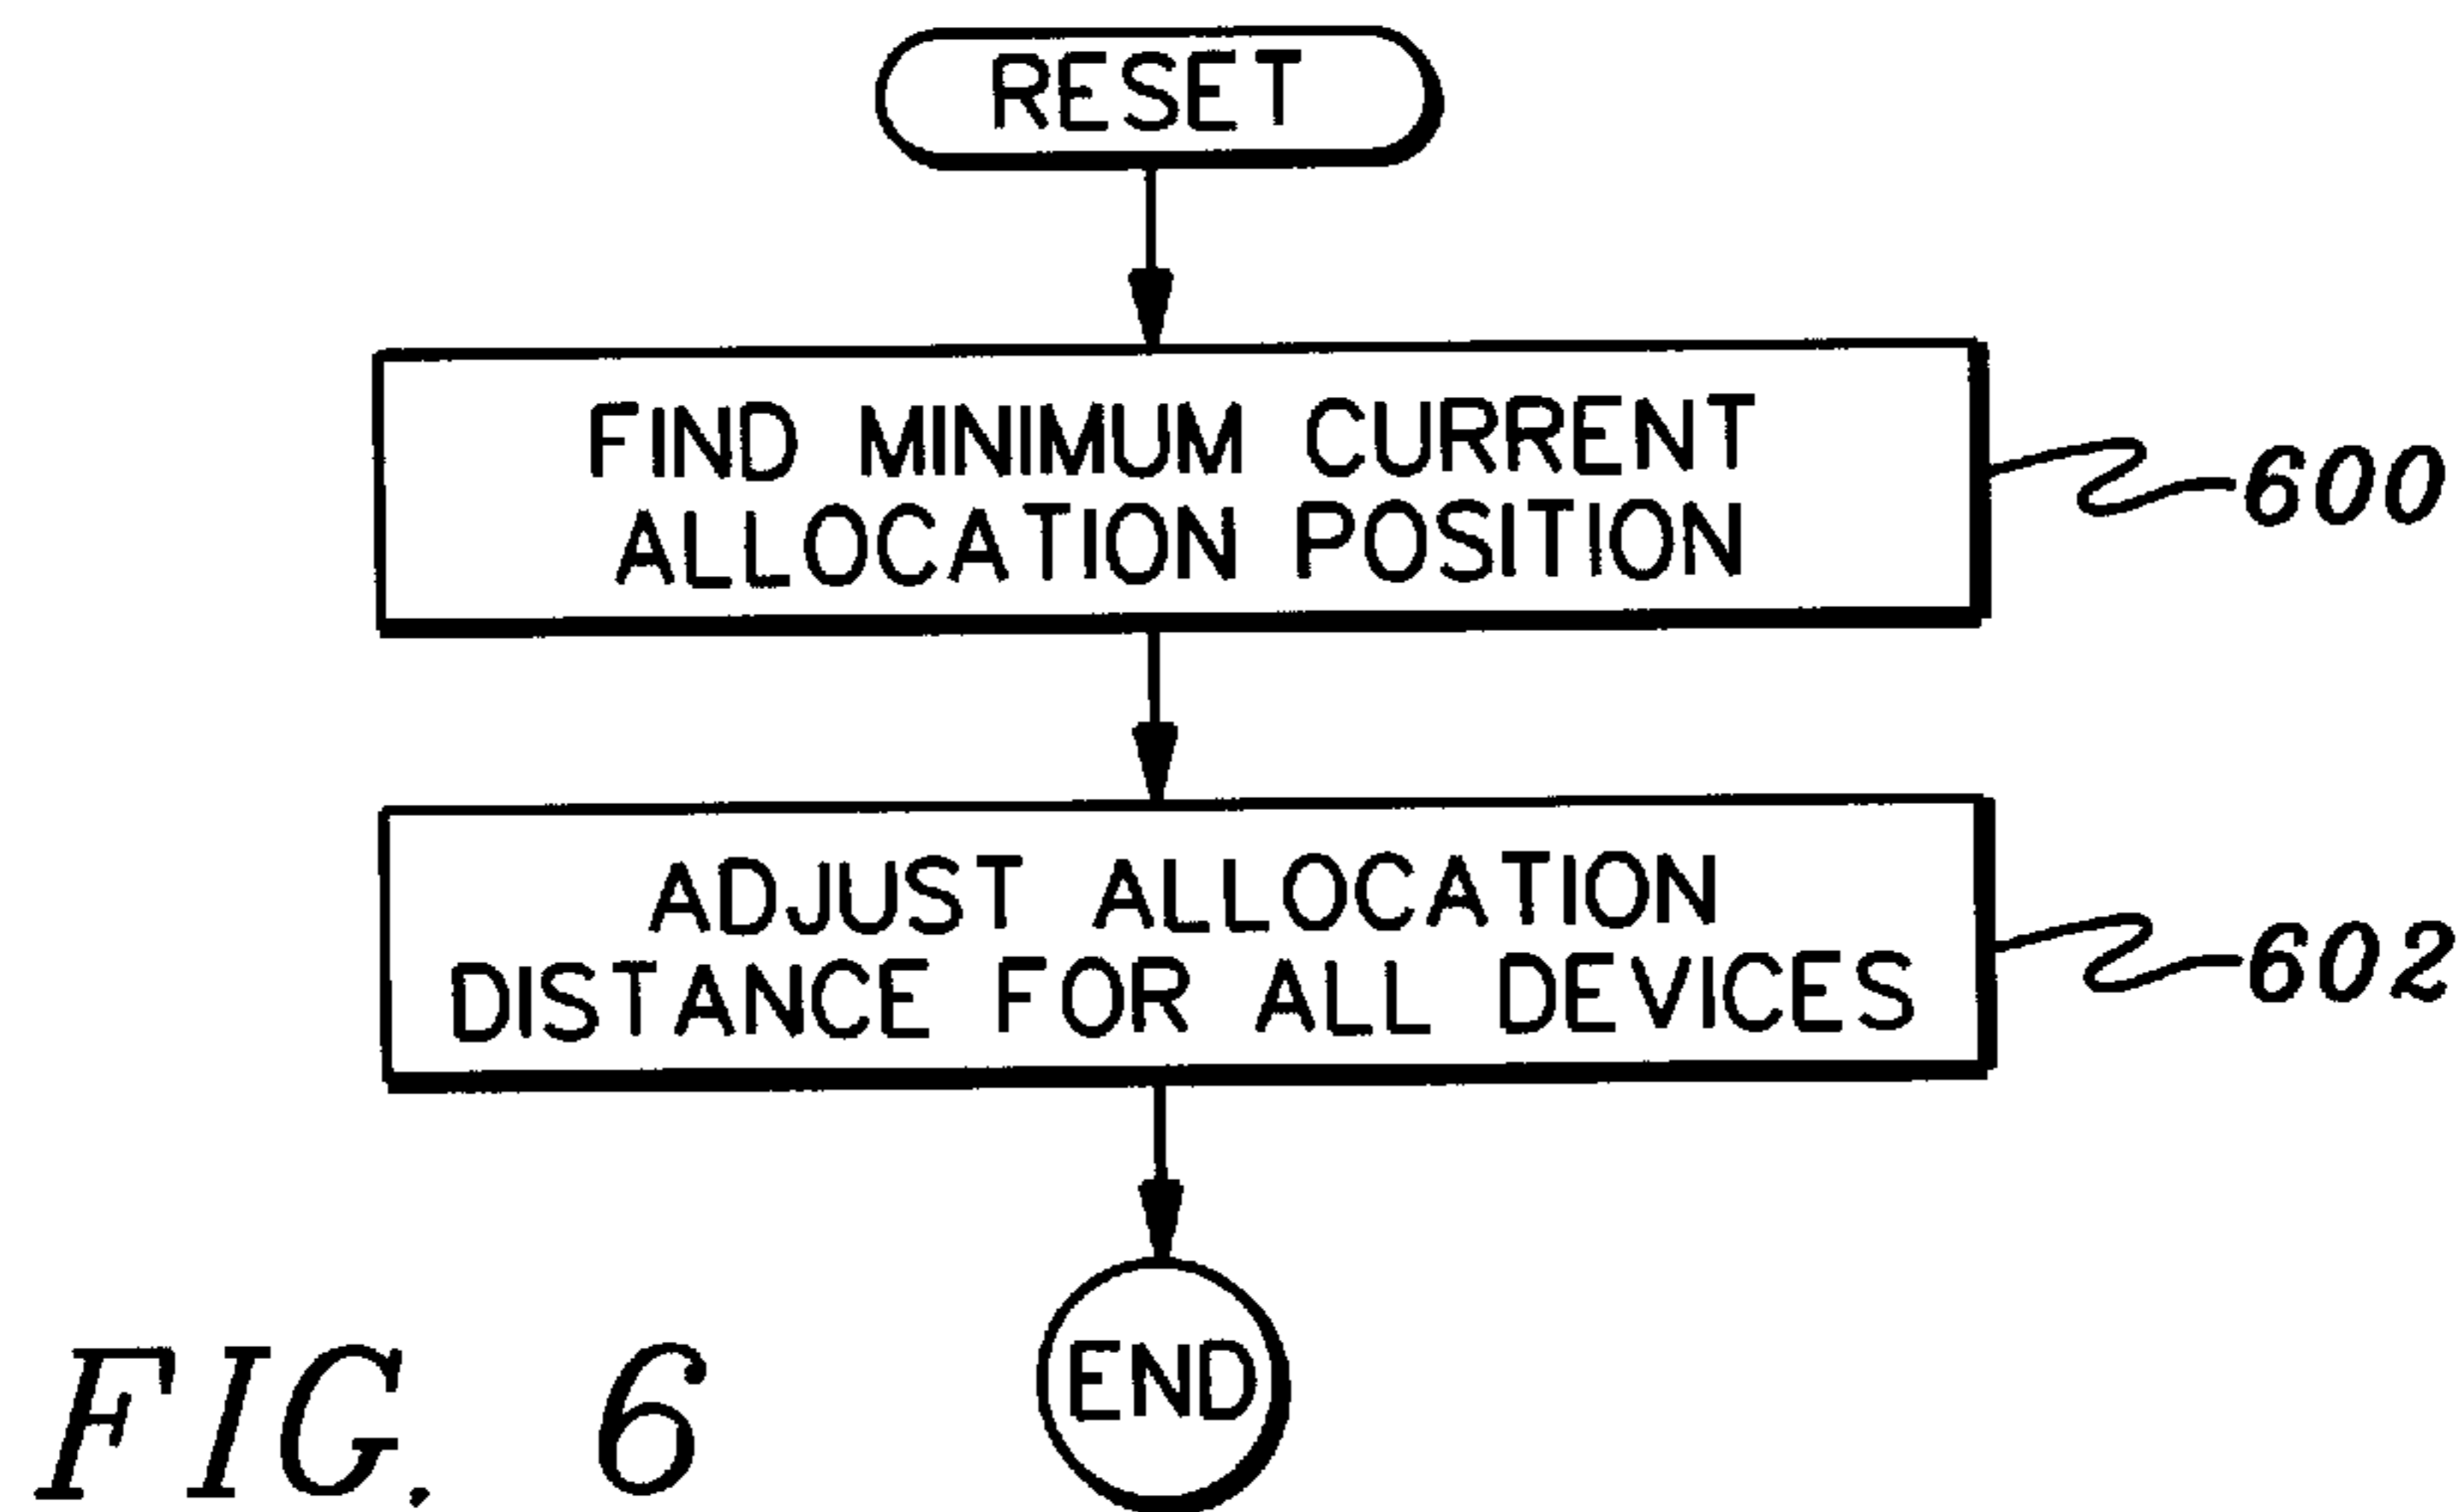 RESET
FIND MINIMUM CURRENT
ALLOCATION POSITION
600
ADJUST ALLOCATION
DISTANCE FOR ALL DEVICES
602
END
FIG. 6